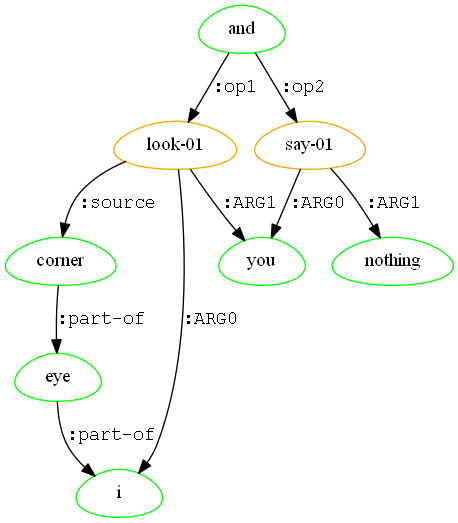 and
:op1 :op2
look-01 say-01
:source :ARG1 :ARG0 :ARG1
corner you nothing
:part-of :ARG0
eye
:part-of
i